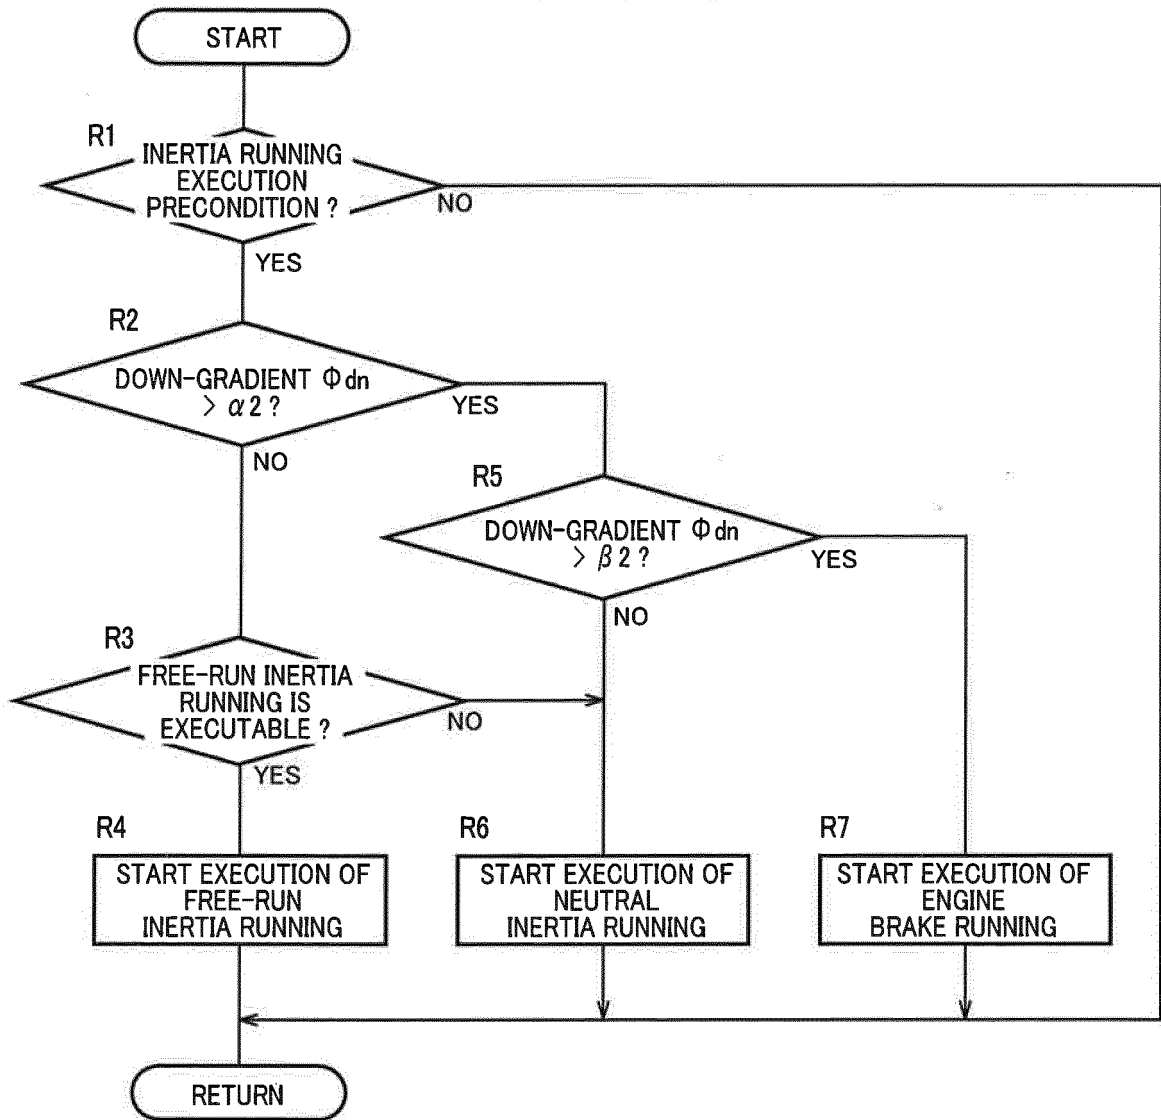 START
R1
INERTIA RUNNING
EXECUTION
PRECONDITION ?
NO
YES
R2
DOWN-GRADIENT Φdn
> α2 ?
YES
NO
R5
DOWN-GRADIENT Φdn
> β2 ?
YES
NO
R3
FREE-RUN INERTIA
RUNNING IS
EXECUTABLE ?
NO
YES
R4
START EXECUTION OF
FREE-RUN
INERTIA RUNNING
R6
START EXECUTION OF
NEUTRAL
INERTIA RUNNING
R7
START EXECUTION OF
ENGINE
BRAKE RUNNING
RETURN